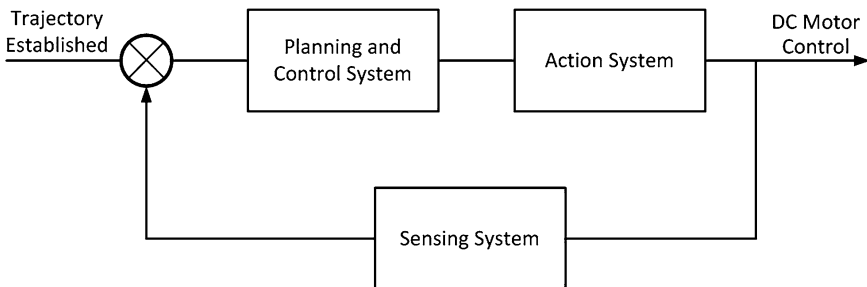 Trajectory
Established
Planning and
Control System
Action System
DC Motor
Control
Sensing System